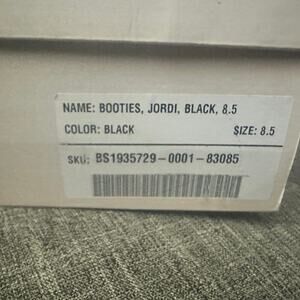 NAME: BOOTIES, JORDI, BLACK, 8.5
COLOR: BLACK SIZE: 8.5
SKU: BS1935729-0001-83085